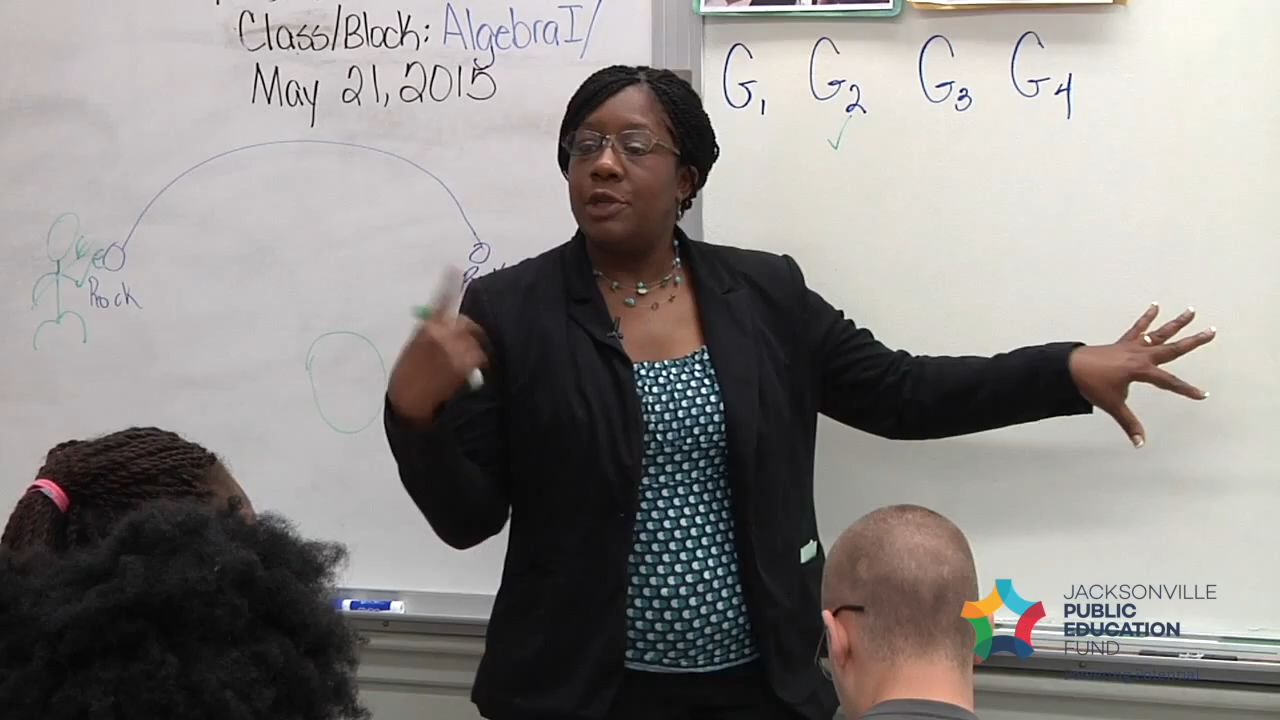 Class/Block: Algebra I/
May 21, 2015
G1 G2 G3 G4
Rock
JACKSONVILLE
PUBLIC
EDUCATION
FUND